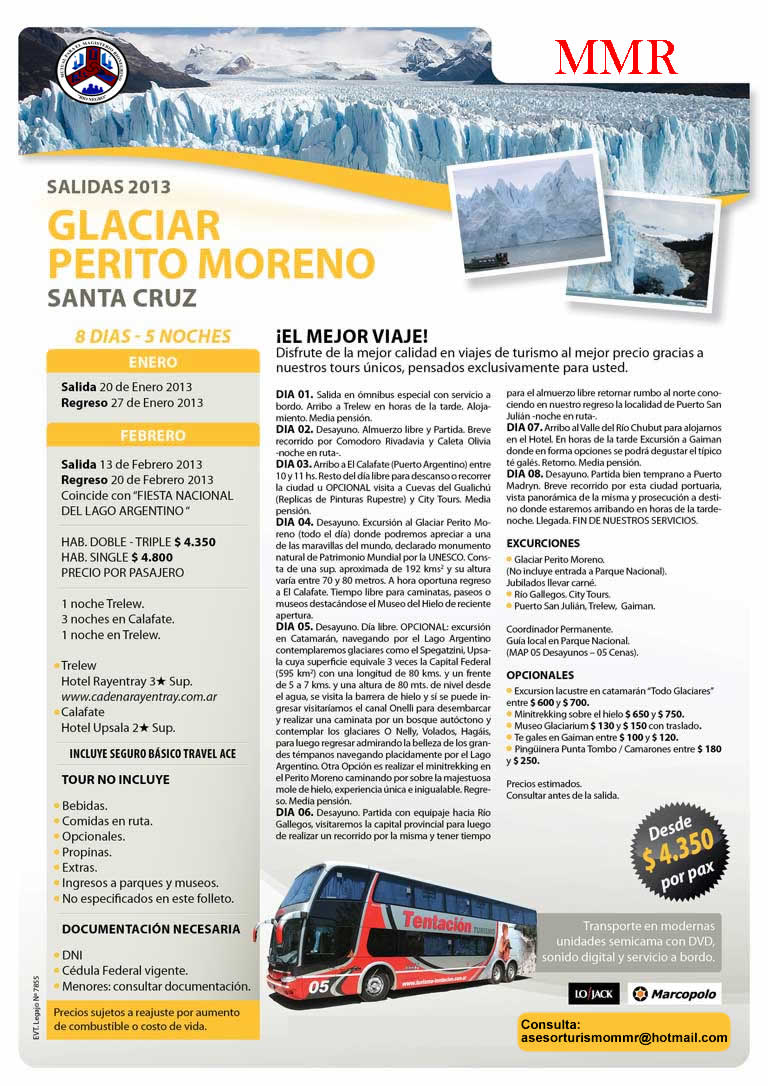 MMR
SALIDAS 2013
GLACIAR
PERITO MORENO
SANTA CRUZ
8 DIAS - 5 NOCHES
ENERO
Salida 20 de Enero 2013
Regreso 27 de Enero 2013
FEBRERO
Salida 13 de Febrero 2013
Regreso 20 de Febrero 2013
Coincide con “FIESTA NACIONAL
DEL LAGO ARGENTINO “
HAB. DOBLE - TRIPLE $ 4.350
HAB. SINGLE $ 4.800
PRECIO POR PASAJERO
1 noche Trelew.
3 noches en Calafate.
1 noche en Trelew.
Trelew
Hotel Rayentray 3★ Sup.
www.cadenarayentray.com.ar
Calafate
Hotel Upsala 2★ Sup.
INCLUYE SEGURO BÁSICO TRAVEL ACE
TOUR NO INCLUYE
Bebidas.
Comidas en ruta.
Opcionales.
Propinas.
Extras.
Ingresos a parques y museos.
No especificados en este folleto.
DOCUMENTACIÓN NECESARIA
DNI
Cédula Federal vigente.
Menores: consultar documentación.
Precios sujetos a reajuste por aumento
de combustible o costo de vida.
EVT. Legajo Nº 7855
¡EL MEJOR VIAJE!
Disfrute de la mejor calidad en viajes de turismo al mejor precio gracias a
nuestros tours únicos, pensados exclusivamente para usted.
DIA 01. Salida en ómnibus especial con servicio a
bordo. Arribo a Trelew en horas de la tarde. Aloja-
miento. Media pensión.
DIA 02. Desayuno. Almuerzo libre y Partida. Breve
recorrido por Comodoro Rivadavia y Caleta Olivia
-noche en ruta-.
DIA 03. Arribo a El Calafate (Puerto Argentino) entre
10 y 11 hs. Resto del día libre para descanso o recorrer
la ciudad u OPCIONAL visita a Cuevas del Gualichú
(Replicas de Pinturas Rupestre) y City Tours. Media
pensión.
DIA 04. Desayuno. Excursión al Glaciar Perito Mo-
reno (todo el día) donde podremos apreciar a una
de las maravillas del mundo, declarado monumento
natural de Patrimonio Mundial por la UNESCO. Cons-
ta de una sup. aproximada de 192 kms² y su altura
varía entre 70 y 80 metros. A hora oportuna regreso
a El Calafate. Tiempo libre para caminatas, paseos o
museos destacándose el Museo del Hielo de reciente
apertura.
DIA 05. Desayuno. Día libre. OPCIONAL: excursión
en Catamarán, navegando por el Lago Argentino
contemplaremos glaciares como el Spegatzini, Upsa-
la cuya superficie equivale 3 veces la Capital Federal
(595 km²) con una longitud de 80 kms. y un frente
de 5 a 7 kms. y una altura de 80 mts. de nivel desde
el agua, se visita la barrera de hielo y sí se puede in-
gresar visitaríamos el canal Onelli para desembarcar
y realizar una caminata por un bosque autóctono y
contemplar los glaciares O Nelly, Volados, Hagáis,
para luego regresar admirando la belleza de los gran-
des témpanos navegando placidamente por el Lago
Argentino. Otra Opción es realizar el minitrekking en
el Perito Moreno caminando por sobre la majestuosa
mole de hielo, experiencia única e inigualable. Regre-
so. Media pensión.
DIA 06. Desayuno. Partida con equipaje hacia Río
Gallegos, visitaremos la capital provincial para luego
de realizar un recorrido por la misma y tener tiempo
para el almuerzo libre retornar rumbo al norte cono-
ciendo en nuestro regreso la localidad de Puerto San
Julián -noche en ruta-.
DIA 07. Arribo al Valle del Río Chubut para alojarnos
en el Hotel. En horas de la tarde Excursión a Gaiman
donde en forma opciones se podrá degustar el típico
té galés. Retorno. Media pensión.
DIA 08. Desayuno. Partida bien temprano a Puerto
Madryn. Breve recorrido por esta ciudad portuaria,
vista panorámica de la misma y prosecución a desti-
no donde estaremos arribando en horas de la tarde-
noche. Llegada. FIN DE NUESTROS SERVICIOS.
EXCURCIONES
Glaciar Perito Moreno.
(No incluye entrada a Parque Nacional).
Jubilados llevar carné.
Río Gallegos. City Tours.
Puerto San Julián, Trelew, Gaiman.
Coordinador Permanente.
Guía local en Parque Nacional.
(MAP 05 Desayunos – 05 Cenas).
OPCIONALES
Excursion lacustre en catamarán “Todo Glaciares”
entre $ 600 y $ 700.
Minitrekking sobre el hielo $ 650 y $ 750.
Museo Glaciarium $ 130 y $ 150 con traslado.
Te gales en Gaiman entre $ 100 y $ 120.
Pingüinera Punta Tombo / Camarones entre $ 180
y $ 250.
Precios estimados.
Consultar antes de la salida.
Desde
$ 4.350
por pax
Tentación TURISMO
www.turismo-tentacion.com.ar
05
Transporte en modernas
unidades semicama con DVD,
sonido digital y servicio a bordo.
LO JACK
Marcopolo
Consulta:
asesorturismommr@hotmail.com